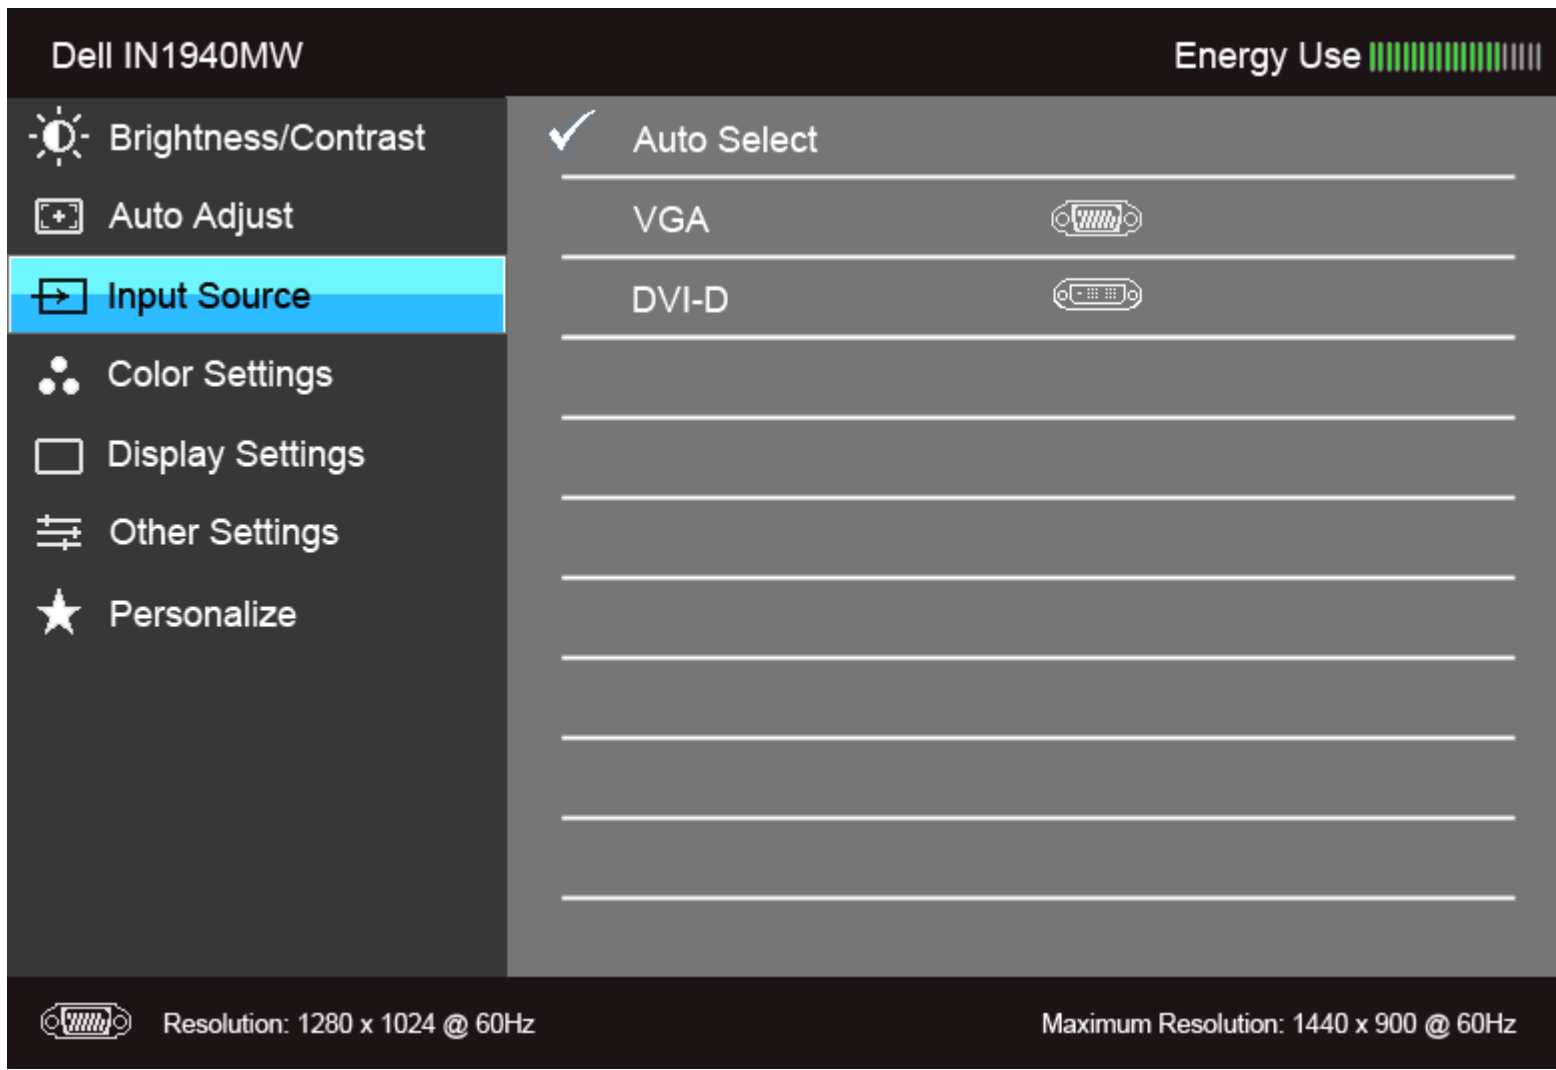 Dell IN1940MW
Energy Use
Brightness/Contrast
Auto Adjust
Input Source
Color Settings
Display Settings
Other Settings
Personalize
Auto Select
VGA
DVI-D
Resolution: 1280 x 1024 @ 60Hz
Maximum Resolution: 1440 x 900 @ 60Hz